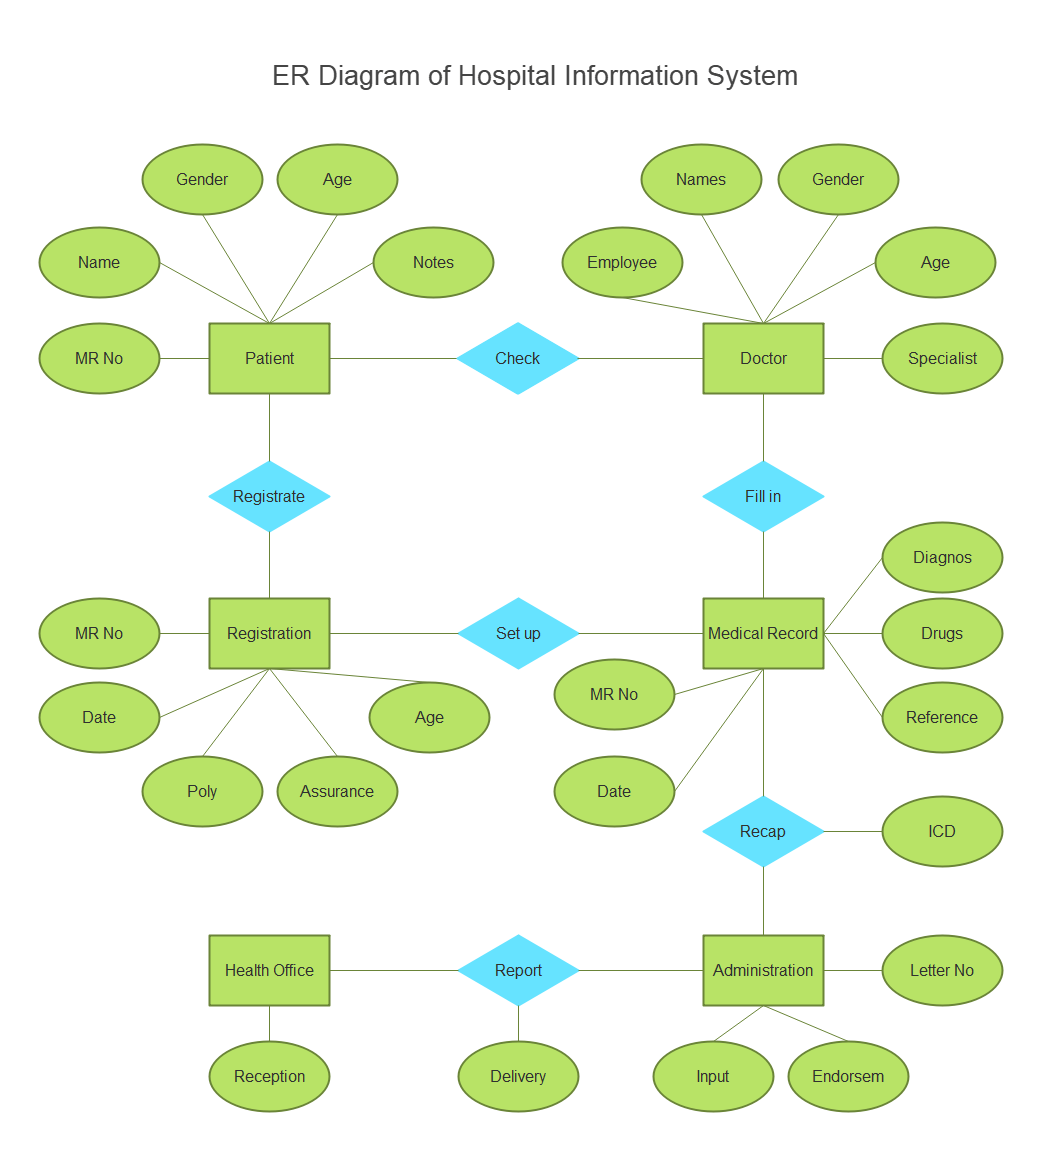 ER Diagram of Hospital Information System
Gender
Age
Names
Gender
Name
Notes
Employee
Age
MR No
Patient
Check
Doctor
Specialist
Registrate
Fill in
Diagnos
MR No
Registration
Set up
Medical Record
Drugs
MR No
Date
Age
Reference
Poly
Assurance
Date
Recap
ICD
Health Office
Report
Administration
Letter No
Reception
Delivery
Input
Endorsem